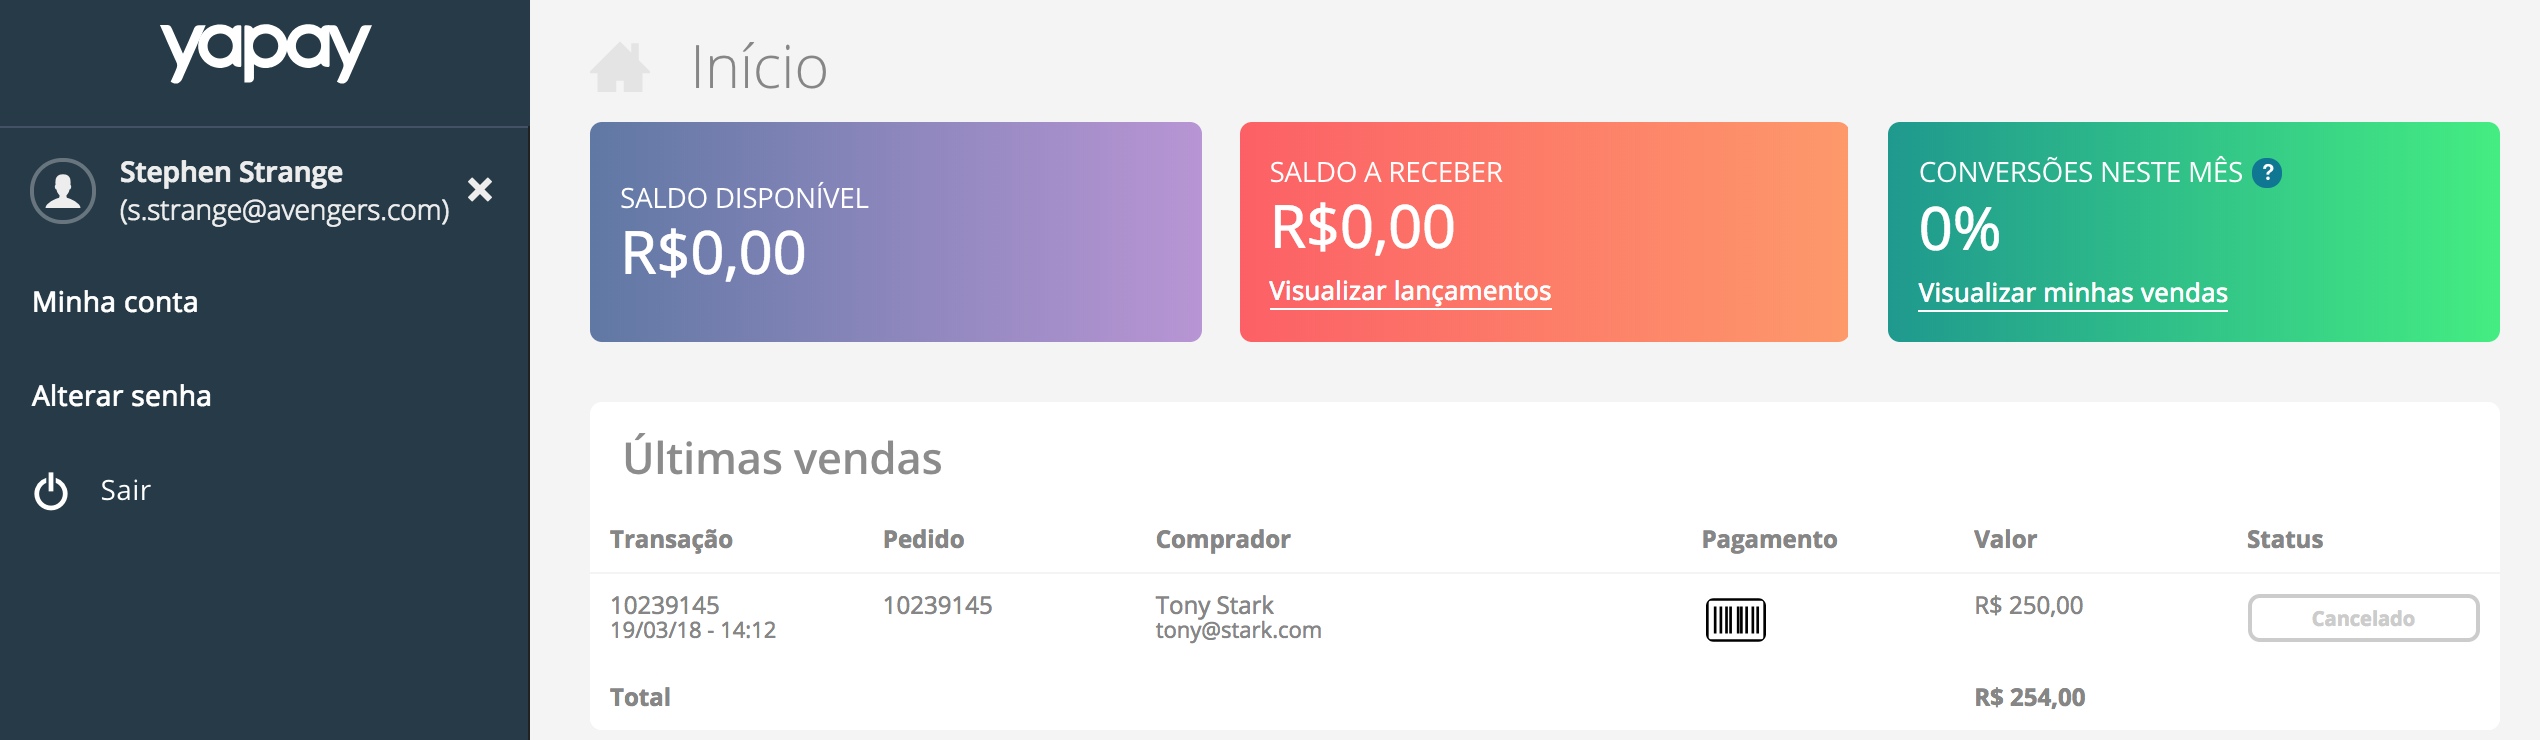 yapay
Stephen Strange
(s.strange@avengers.com)
Minha conta
Alterar senha
Sair
Início
SALDO DISPONÍVEL
R$0,00
SALDO A RECEBER
R$0,00
Visualizar lançamentos
CONVERSÕES NESTE MÊS ?
0%
Visualizar minhas vendas
Últimas vendas
Transação Pedido Comprador Pagamento Valor Status
10239145 10239145 Tony Stark R$ 250,00 Cancelado
19/03/18 - 14:12 tony@stark.com
Total R$ 254,00